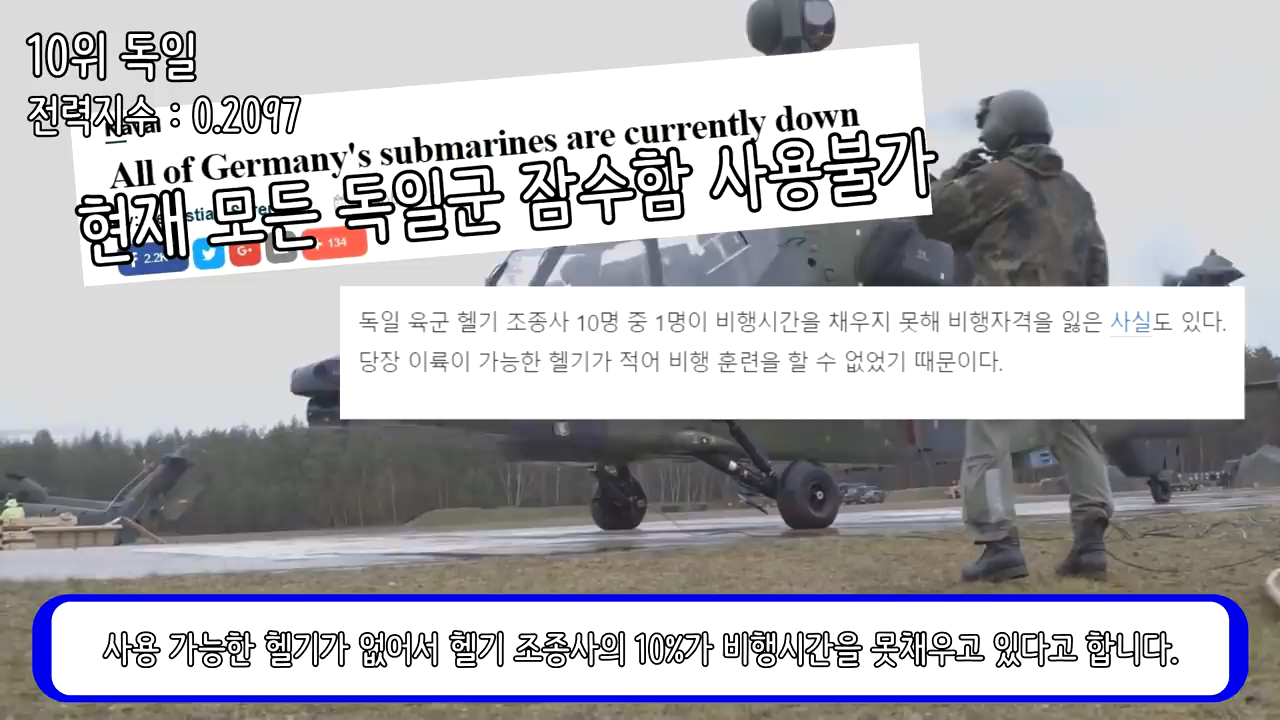 10위 독일
전력지수 : 0.2097
Naval
All of Germany's submarines are currently down
현재 모든 독일군 잠수함 사용불가
2.2K
G+
134
독일 육군 헬기 조종사 10명 중 1명이 비행시간을 채우지 못해 비행자격을 잃은 사실도 있다.
당장 이륙이 가능한 헬기가 적어 비행 훈련을 할 수 없었기 때문이다.
사용 가능한 헬기가 없어서 헬기 조종사의 10%가 비행시간을 못채우고 있다고 합니다.